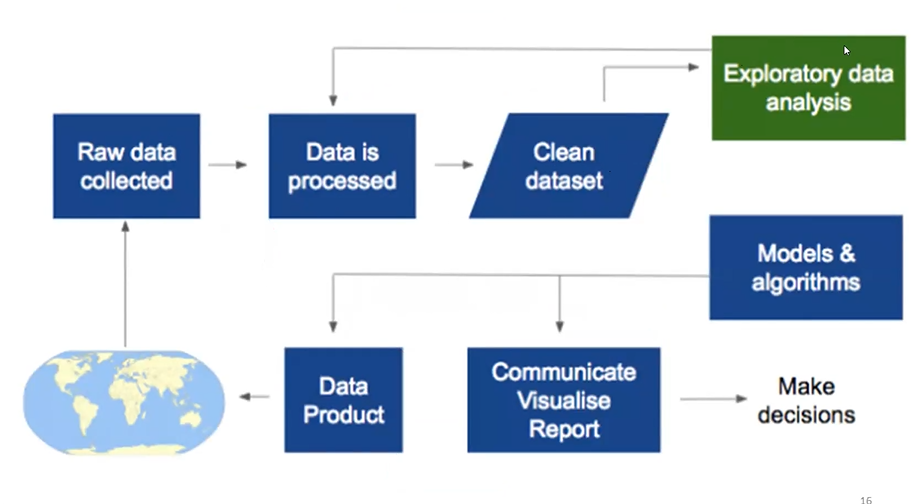 Exploratory data
analysis
Raw data
collected
Data is
processed
Clean
dataset
Models &
algorithms
Data
Product
Communicate
Visualise
Report
Make
decisions
16